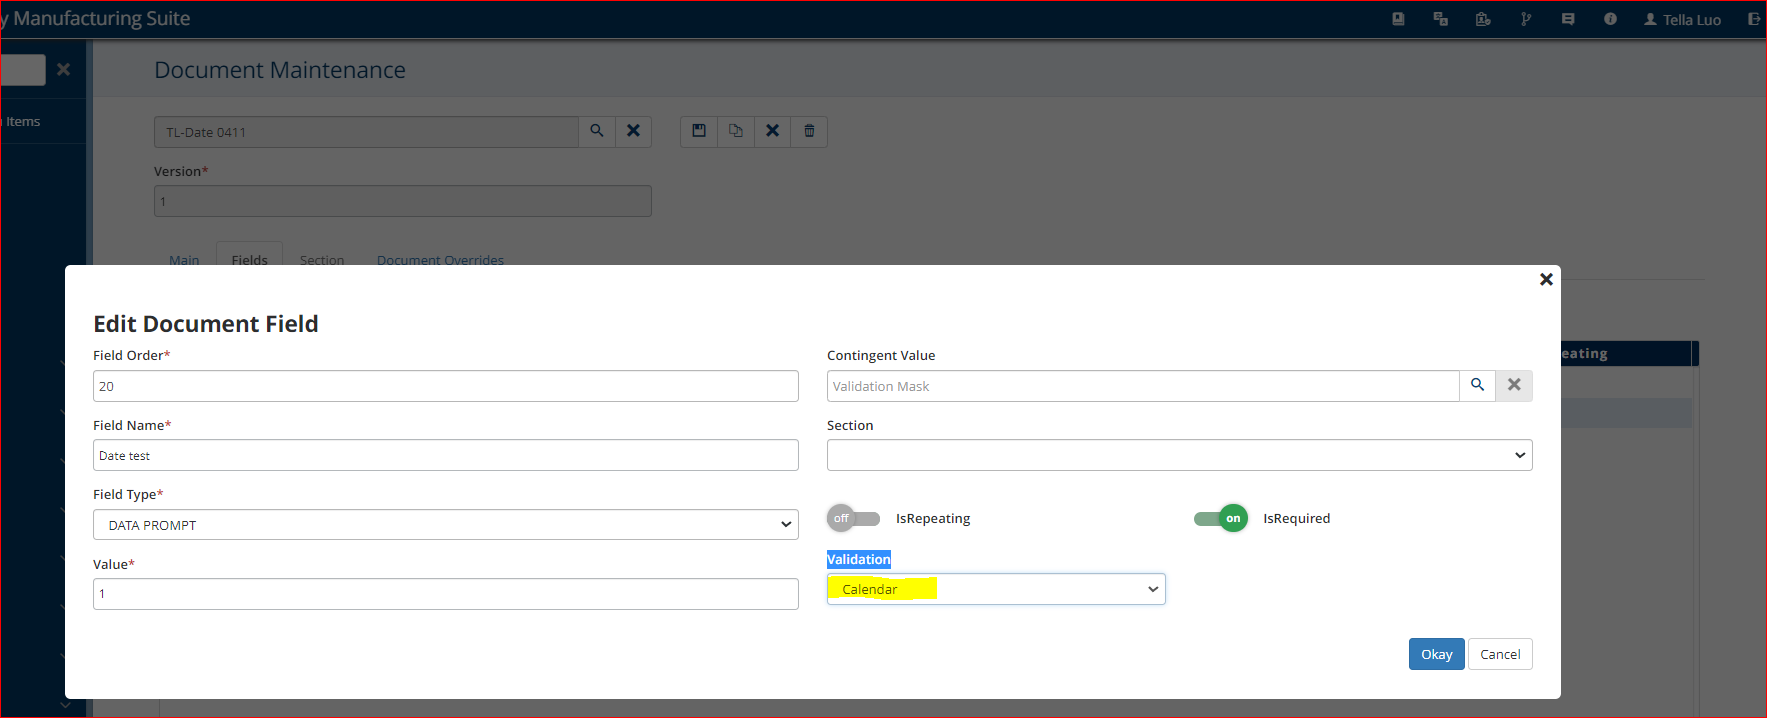 y Manufacturing Suite
Tella Luo
Document Maintenance
Items
TL-Date 0411
Version*
1
Main Fields Section Document Overrides
eating
Edit Document Field
Field Order*
20
Contingent Value
Validation Mask
Field Name*
Date test
Section
Field Type*
DATA PROMPT
off IsRepeating
on IsRequired
Value*
1
Validation
Calendar
Okay Cancel